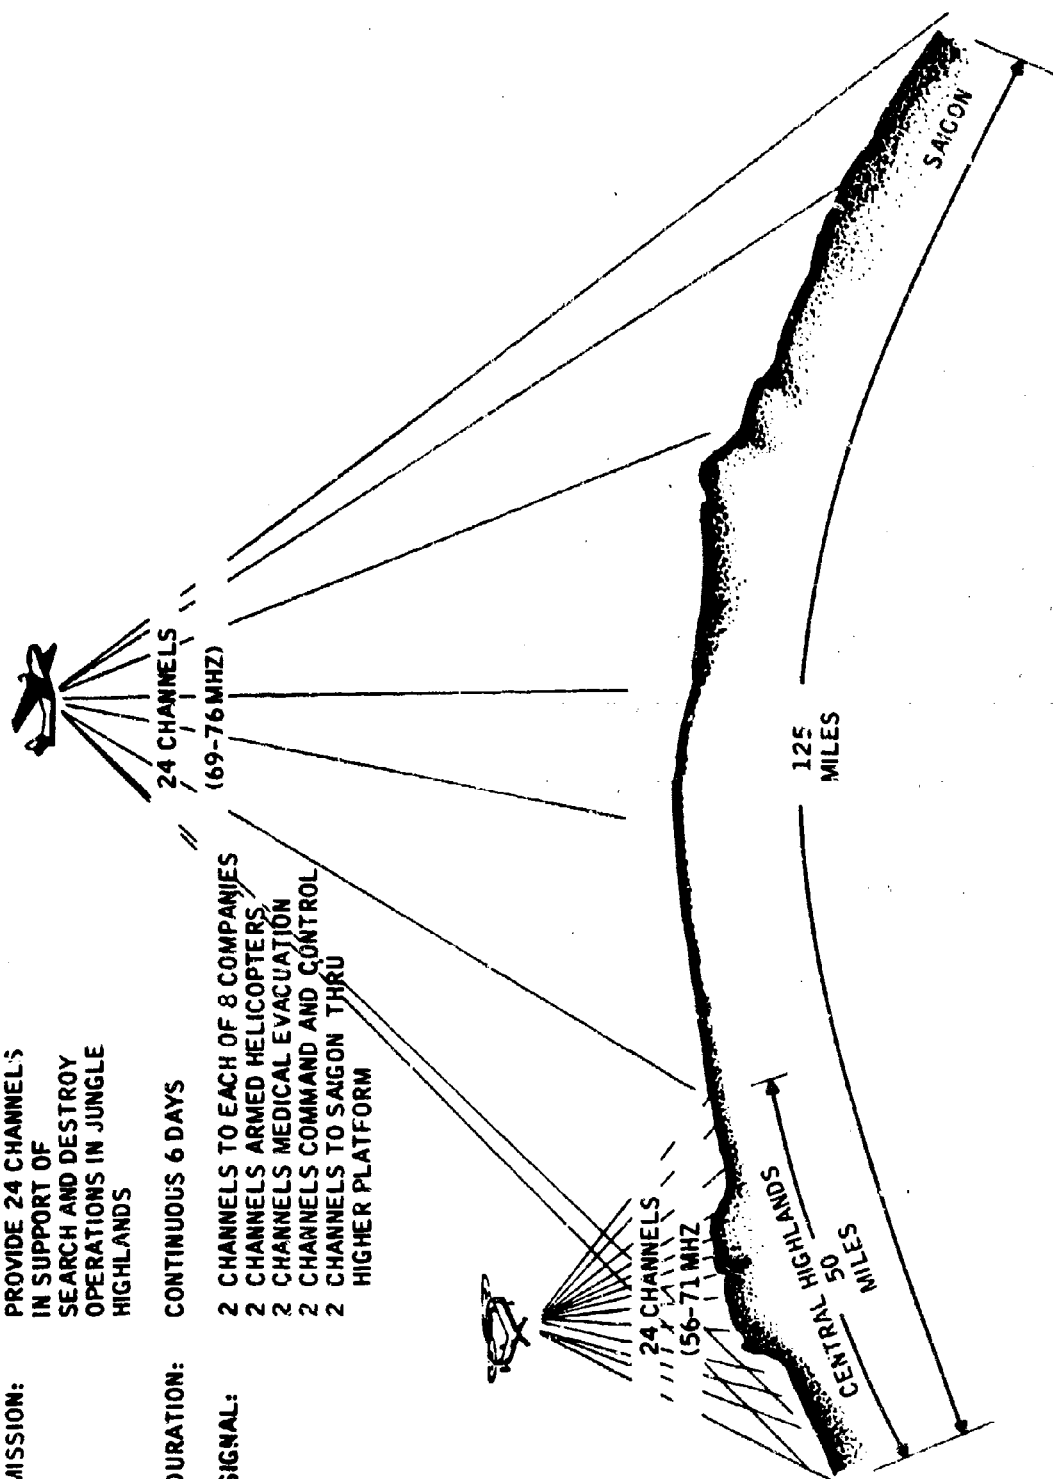 MISSION: PROVIDE 24 CHANNELS
IN SUPPORT OF
SEARCH AND DESTROY
OPERATIONS IN JUNGLE
HIGHLANDS
DURATION: CONTINUOUS 6 DAYS
SIGNAL: 2 CHANNELS TO EACH OF 8 COMPANIES
2 CHANNELS ARMED HELICOPTERS
2 CHANNELS MEDICAL EVACUATION
2 CHANNELS COMMAND AND CONTROL
2 CHANNELS TO SAIGON THRU
HIGHER PLATFORM
24 CHANNELS
(69-76 MHZ)
24 CHANNELS
(56-71 MHZ
CENTRAL HIGHLANDS
50
MILES
125
MILES
SAIGON